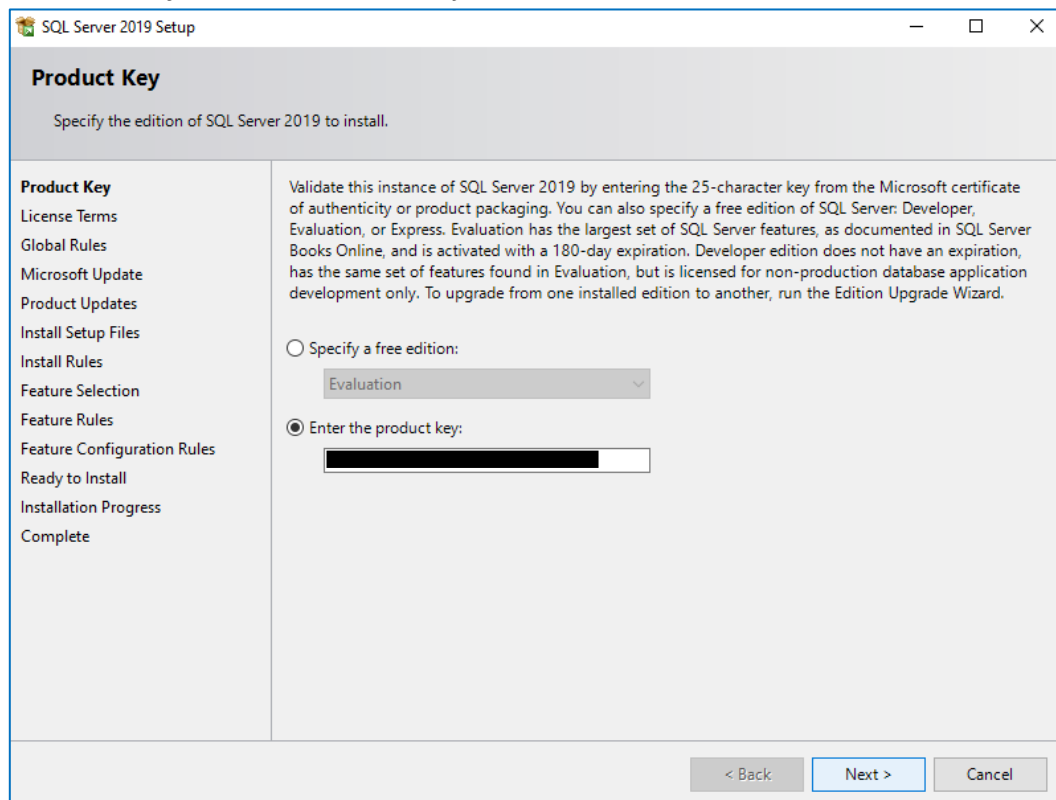 SQL Server 2019 Setup
Product Key
Specify the edition of SQL Server 2019 to install.
Product Key
License Terms
Global Rules
Microsoft Update
Product Updates
Install Setup Files
Install Rules
Feature Selection
Feature Rules
Feature Configuration Rules
Ready to Install
Installation Progress
Complete
Validate this instance of SQL Server 2019 by entering the 25-character key from the Microsoft certificate
of authenticity or product packaging. You can also specify a free edition of SQL Server: Developer,
Evaluation, or Express. Evaluation has the largest set of SQL Server features, as documented in SQL Server
Books Online, and is activated with a 180-day expiration. Developer edition does not have an expiration,
has the same set of features found in Evaluation, but is licensed for non-production database application
development only. To upgrade from one installed edition to another, run the Edition Upgrade Wizard.
Specify a free edition:
Evaluation
Enter the product key:
< Back
Next >
Cancel